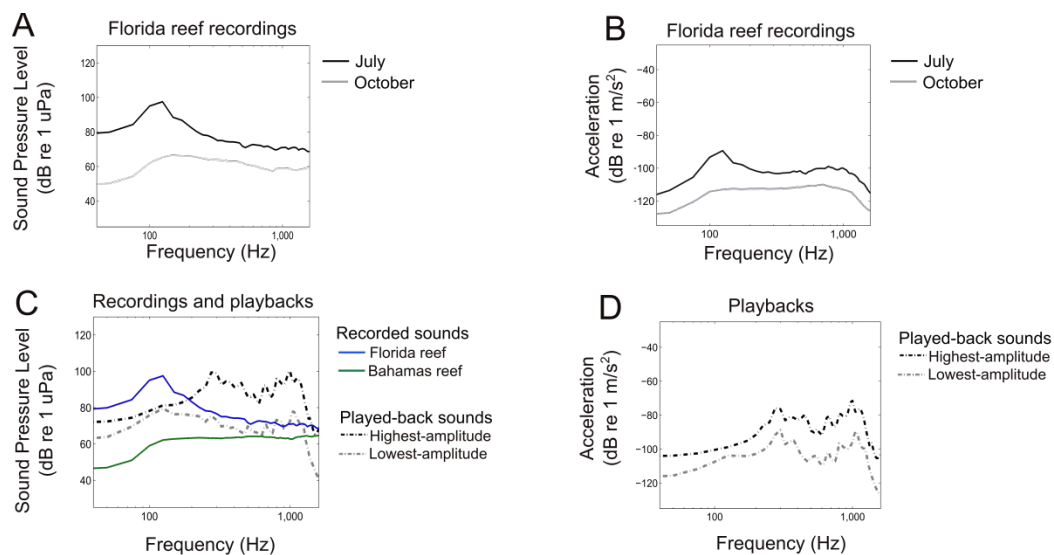 A
Florida reef recordings
Sound Pressure Level
(dB re 1 uPa)
120
100
80
60
40
100
1,000
Frequency (Hz)
July
October
B
Florida reef recordings
Acceleration
(dB re 1 m/s²)
−40
−60
−80
-100
-120
100
1,000
Frequency (Hz)
July
October
C
Recordings and playbacks
Sound Pressure Level
(dB re 1 uPa)
120
100
80
60
40
100
1,000
Frequency (Hz)
Recorded sounds
Florida reef
Bahamas reef
Played-back sounds
Highest-amplitude
Lowest-amplitude
D
Playbacks
Acceleration
(dB re 1 m/s²)
−40
−60
−80
−100
−120
100
1,000
Frequency (Hz)
Played-back sounds
Highest-amplitude
Lowest-amplitude